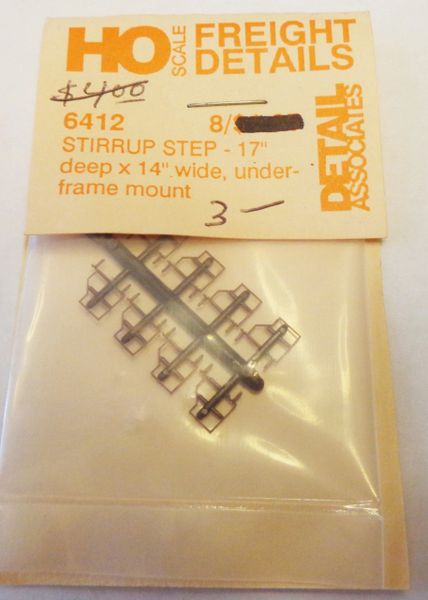 HO SCALE FREIGHT DETAILS
$4.00
6412 8/$
STIRRUP STEP - 17"
deep x 14" wide, under-
frame mount
DETAIL ASSOCIATES
3 —